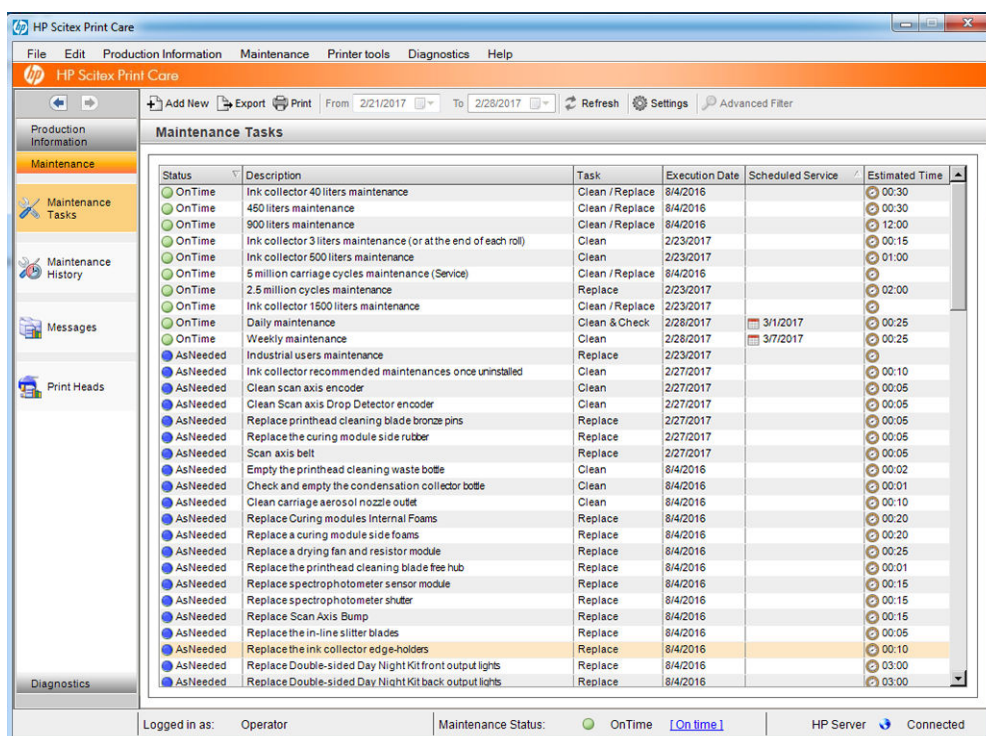 HP Scitex Print Care
File Edit Production Information Maintenance Printer tools Diagnostics Help
HP Scitex Print Care
Add New Export Print From 2/21/2017 To 2/28/2017 Refresh Settings Advanced Filter
Production Information
Maintenance
Maintenance Tasks
Maintenance History
Messages
Print Heads
Diagnostics
Maintenance Tasks
Status Description Task Execution Date Scheduled Service Estimated Time
OnTime Ink collector 40 liters maintenance Clean / Replace 8/4/2016 00:30
OnTime 450 liters maintenance Clean / Replace 8/4/2016 00:30
OnTime 900 liters maintenance Clean / Replace 8/4/2016 12:00
OnTime Ink collector 3 liters maintenance (or at the end of each roll) Clean 2/23/2017 00:15
OnTime Ink collector 500 liters maintenance Clean 2/23/2017 01:00
OnTime 5 million carriage cycles maintenance (Service) Clean / Replace 8/4/2016
OnTime 2.5 million cycles maintenance Replace 2/23/2017 02:00
OnTime Ink collector 1500 liters maintenance Clean / Replace 2/23/2017
OnTime Daily maintenance Clean & Check 2/28/2017 3/1/2017 00:25
OnTime Weekly maintenance Clean 2/28/2017 3/7/2017 00:25
AsNeeded Industrial users maintenance Replace 2/23/2017
AsNeeded Ink collector recommended maintenances once uninstalled Clean 2/27/2017 00:10
AsNeeded Clean scan axis encoder Clean 2/27/2017 00:05
AsNeeded Clean Scan axis Drop Detector encoder Clean 2/27/2017 00:05
AsNeeded Replace printhead cleaning blade bronze pins Replace 2/27/2017 00:05
AsNeeded Replace the curing module side rubber Replace 2/27/2017 00:05
AsNeeded Scan axis belt Replace 2/27/2017 00:05
AsNeeded Empty the printhead cleaning waste bottle Clean 8/4/2016 00:02
AsNeeded Check and empty the condensation collector bottle Clean 8/4/2016 00:01
AsNeeded Clean carriage aerosol nozzle outlet Clean 8/4/2016 00:10
AsNeeded Replace Curing modules Internal Foams Replace 8/4/2016 00:20
AsNeeded Replace a curing module side foams Replace 8/4/2016 00:20
AsNeeded Replace a drying fan and resistor module Replace 8/4/2016 00:25
AsNeeded Replace the printhead cleaning blade free hub Replace 8/4/2016 00:01
AsNeeded Replace spectrophotometer sensor module Replace 8/4/2016 00:15
AsNeeded Replace spectrophotometer shutter Replace 8/4/2016 00:15
AsNeeded Replace Scan Axis Bump Replace 8/4/2016 00:15
AsNeeded Replace the in-line slitter blades Replace 8/4/2016 00:05
AsNeeded Replace the ink collector edge-holders Replace 8/4/2016 00:10
AsNeeded Replace Double-sided Day Night Kit front output lights Replace 8/4/2016 03:00
AsNeeded Replace Double-sided Day Night Kit back output lights Replace 8/4/2016 03:00
Logged in as: Operator Maintenance Status: OnTime [ On time ] HP Server Connected